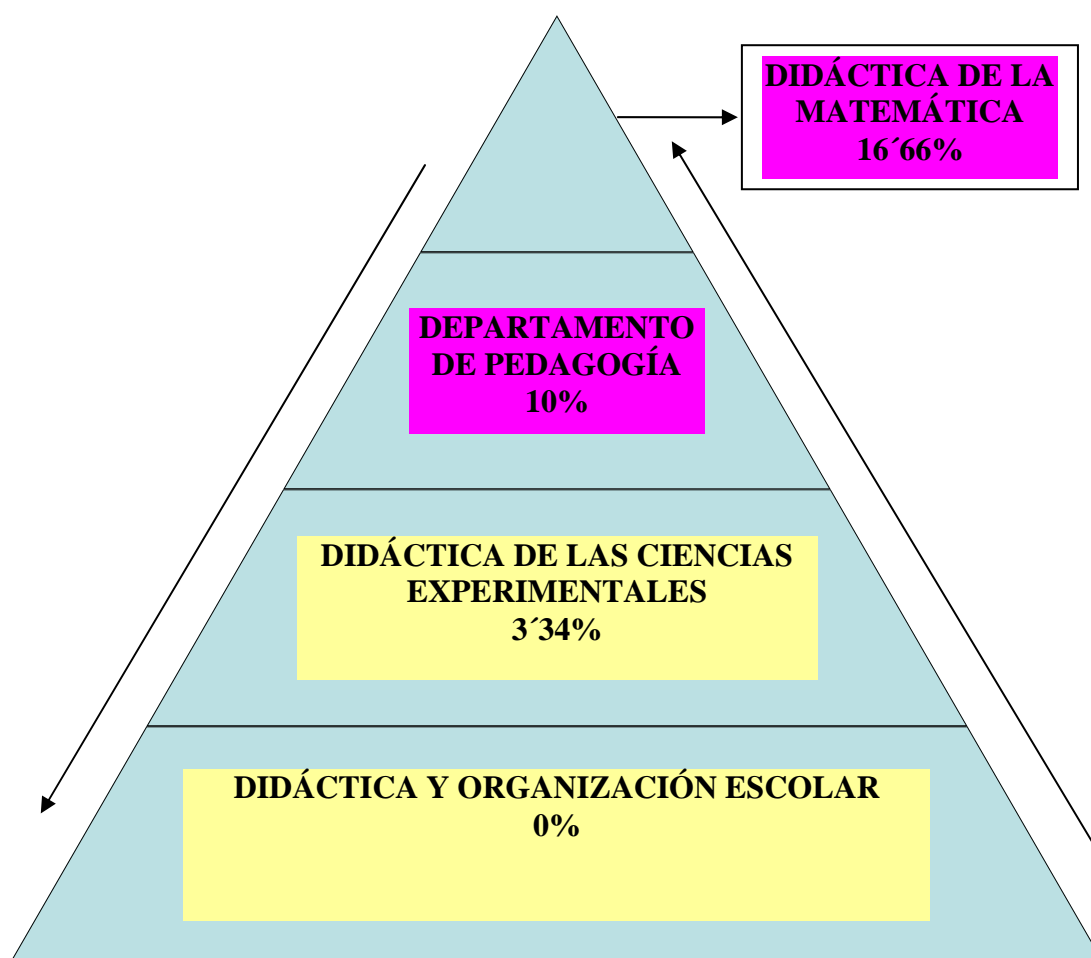 DIDÁCTICA DE LA
MATEMÁTICA
16´66%
DEPARTAMENTO
DE PEDAGOGÍA
10%
DIDÁCTICA DE LAS CIENCIAS
EXPERIMENTALES
3´34%
DIDÁCTICA Y ORGANIZACIÓN ESCOLAR
0%